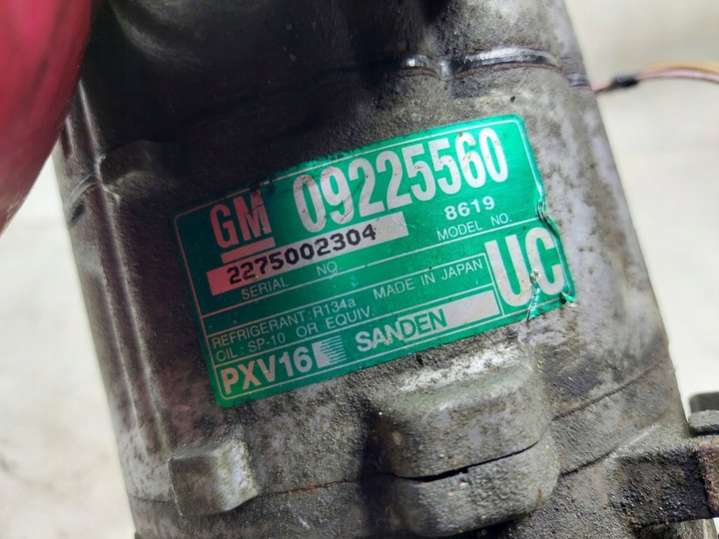 GM 09225560
2275002304 8619
SERIAL NO. MODEL NO.
REFRIGERANT: R134a MADE IN JAPAN UC
OIL: SP-10 OR EQUIV.
PXV16 SANDEN